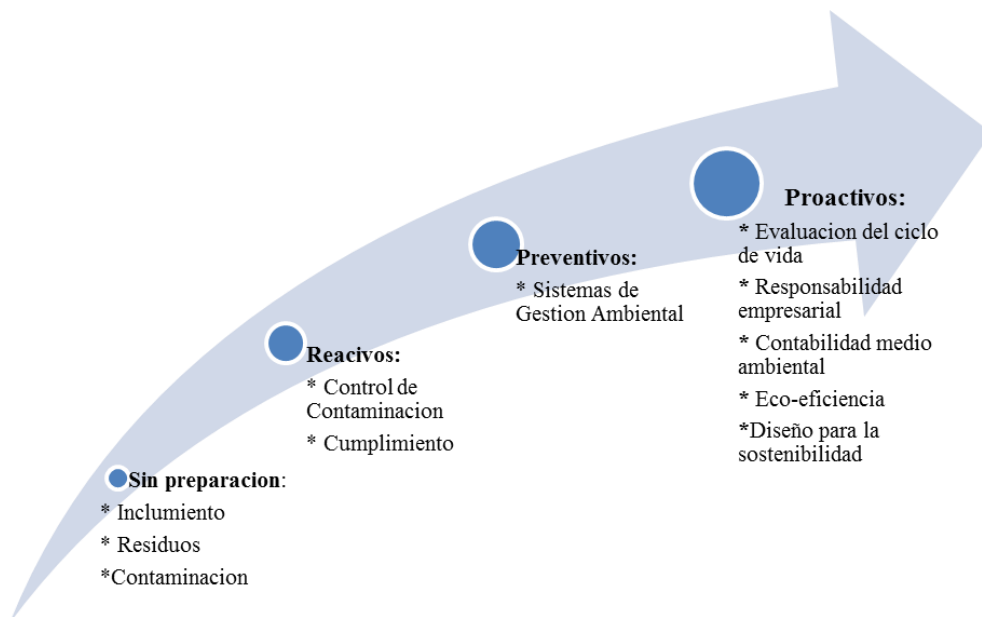 Sin preparacion:
* Inclumiento
* Residuos
*Contaminacion
Reacivos:
* Control de
Contaminacion
* Cumplimiento
Preventivos:
* Sistemas de
Gestion Ambiental
Proactivos:
* Evaluacion del ciclo
de vida
* Responsabilidad
empresarial
* Contabilidad medio
ambiental
* Eco-eficiencia
*Diseño para la
sostenibilidad